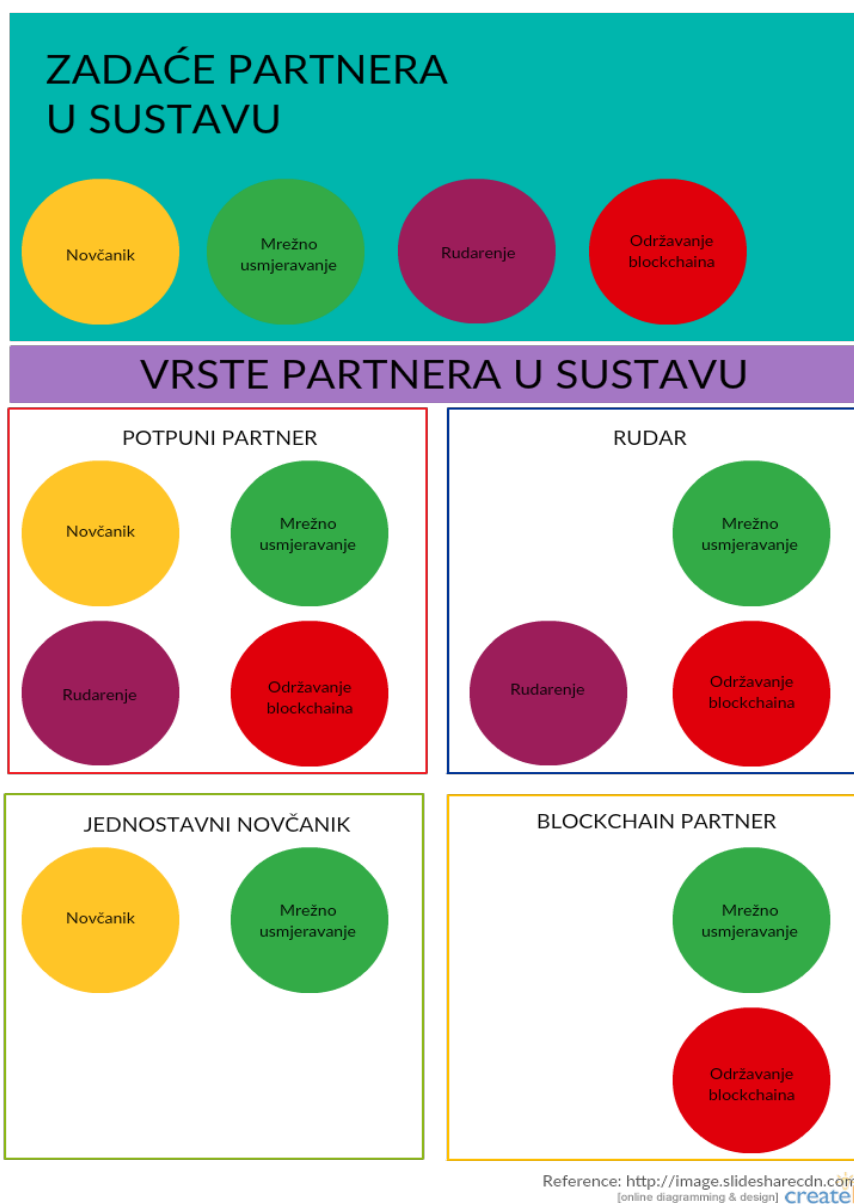 ZADAĆE PARTNERA
U SUSTAVU
Novčanik
Mrežno
usmjeravanje
Rudarenje
Održavanje
blockchaina
VRSTE PARTNERA U SUSTAVU
POTPUNI PARTNER
Novčanik
Mrežno
usmjeravanje
Rudarenje
Održavanje
blockchaina
RUDAR
Mrežno
usmjeravanje
Rudarenje
Održavanje
blockchaina
JEDNOSTAVNI NOVČANIK
Novčanik
Mrežno
usmjeravanje
BLOCKCHAIN PARTNER
Mrežno
usmjeravanje
Održavanje
blockchaina
Reference: http://image.slidesharecdn.com
[online diagramming & design] create